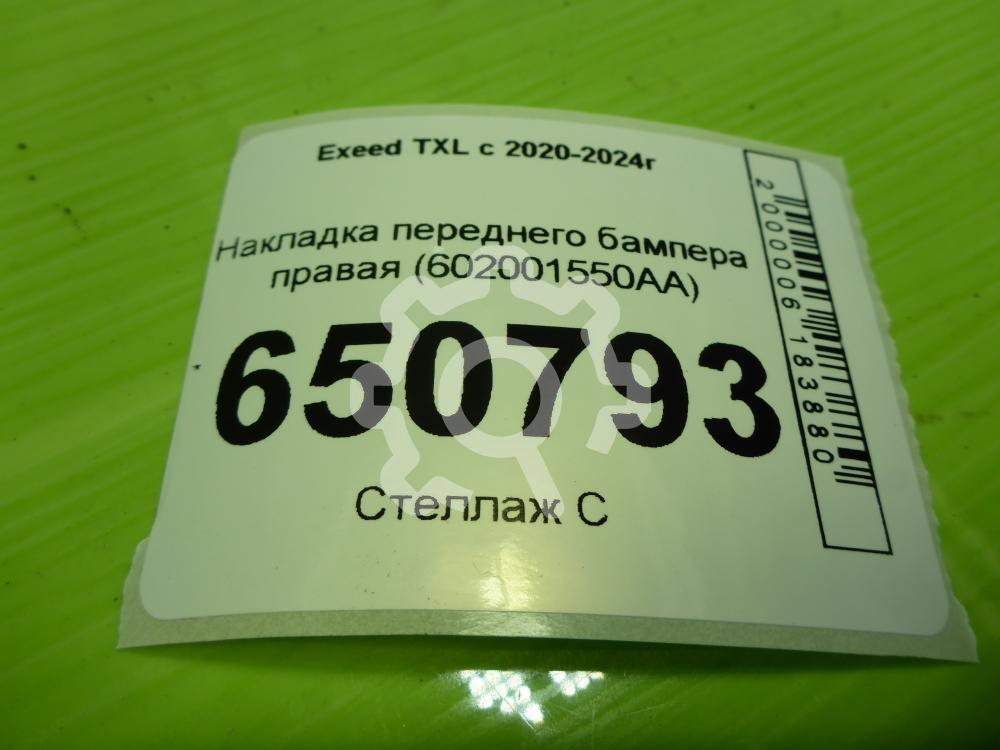 Exeed TXL с 2020-2024г
Накладка переднего бампера
правая (602001550AA)
650793
Стеллаж С
2000006183880